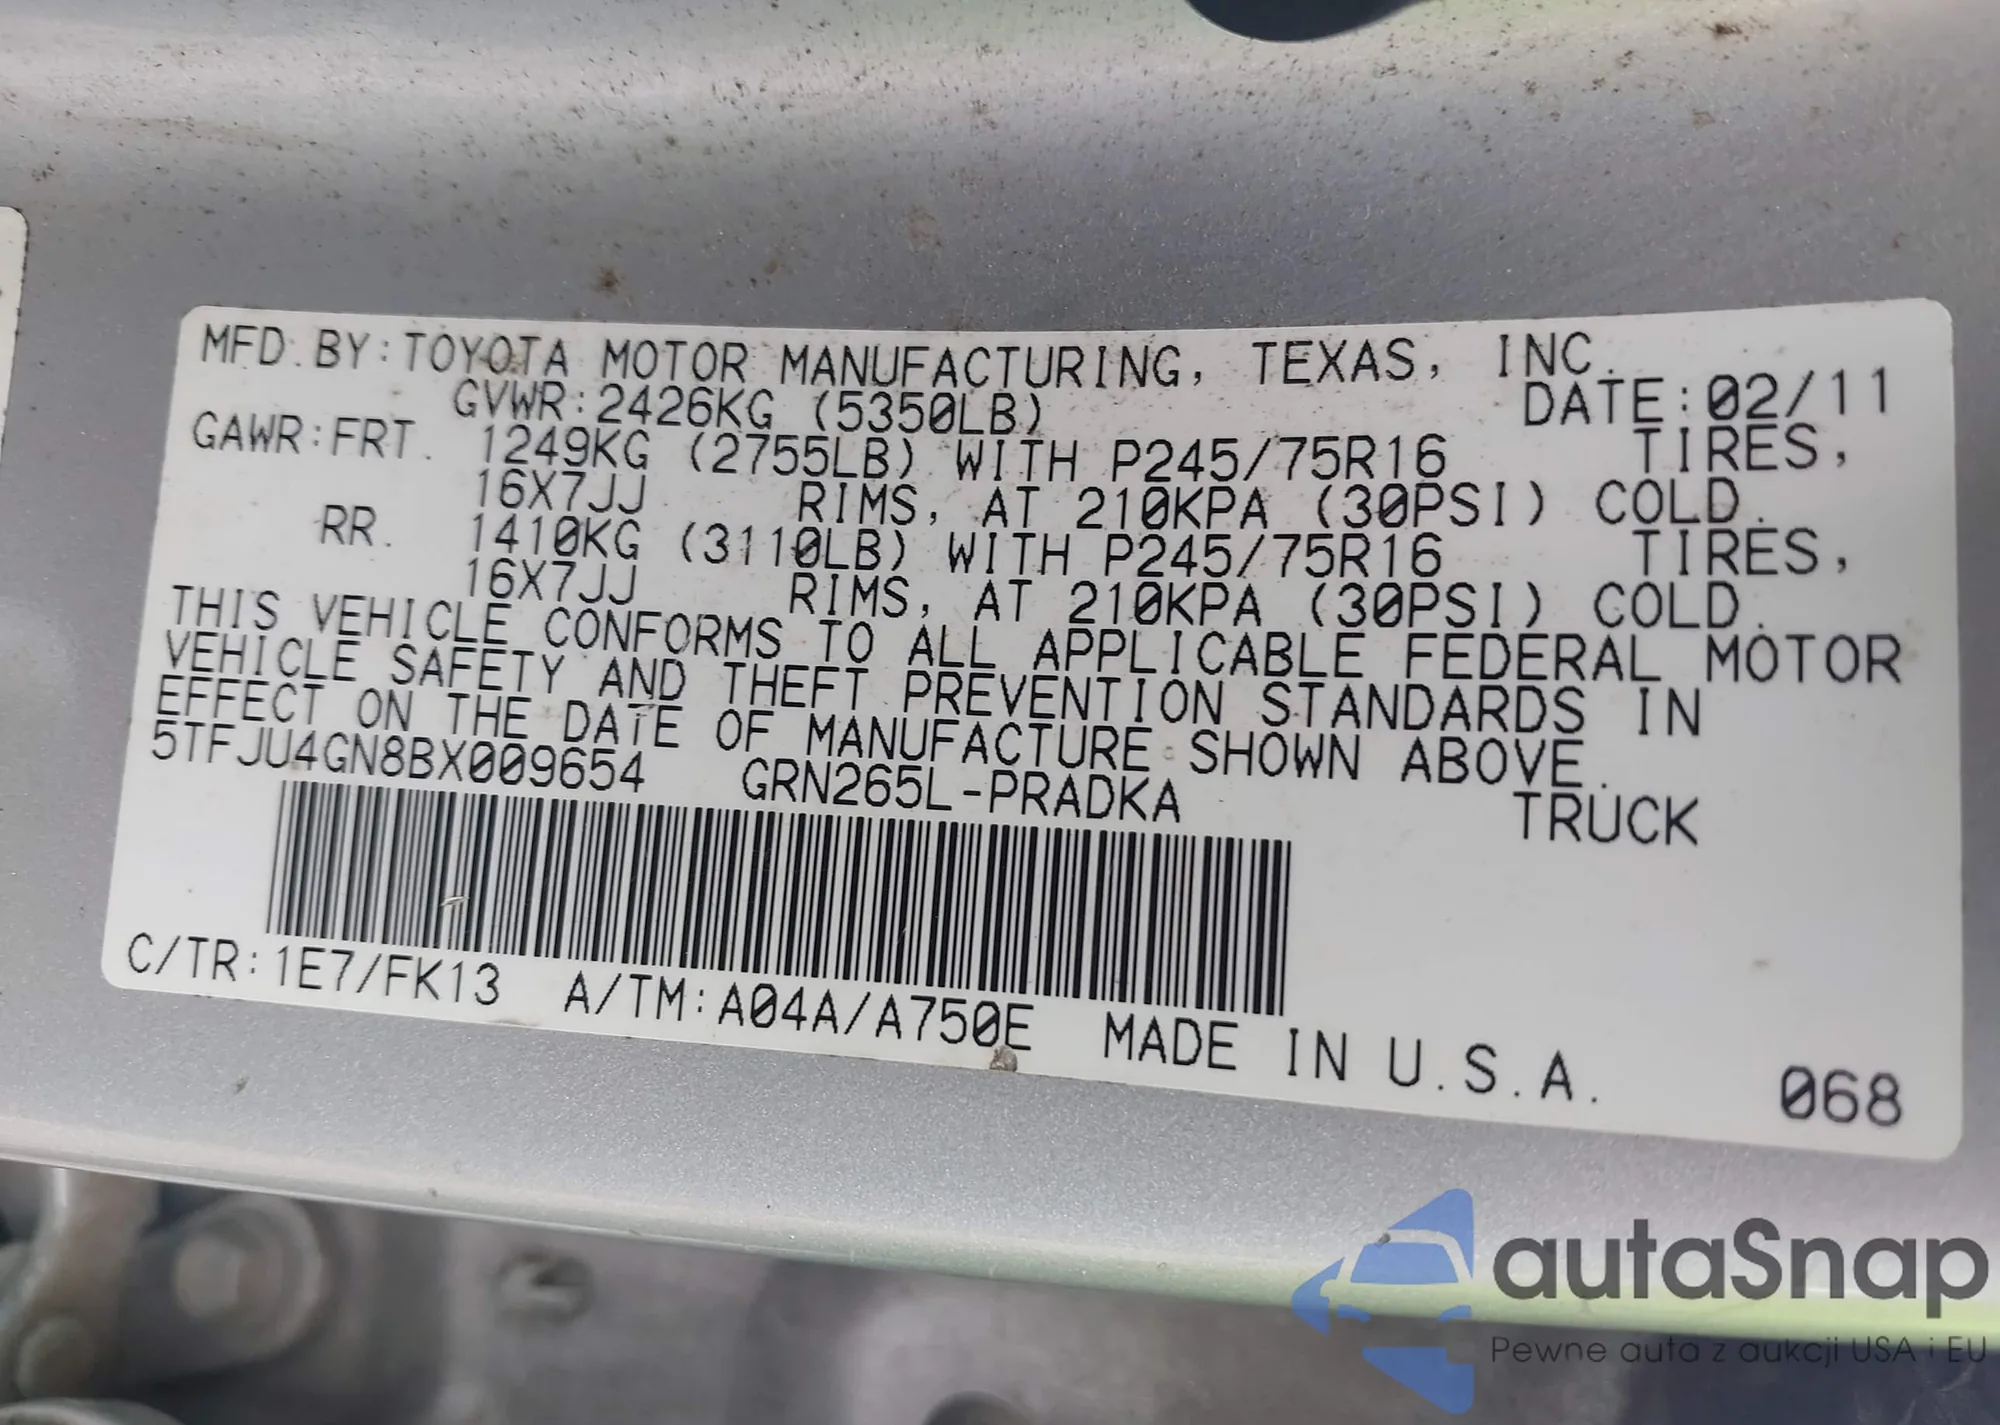 MFD. BY: TOYOTA MOTOR MANUFACTURING, TEXAS, INC.
GVWR: 2426KG (5350LB) DATE: 02/11
GAWR: FRT. 1249KG (2755LB) WITH P245/75R16 TIRES,
16X7JJ RIMS, AT 210KPA (30PSI) COLD.
RR. 1410KG (3110LB) WITH P245/75R16 TIRES,
16X7JJ RIMS, AT 210KPA (30PSI) COLD.
THIS VEHICLE CONFORMS TO ALL APPLICABLE FEDERAL MOTOR
VEHICLE SAFETY AND THEFT PREVENTION STANDARDS IN
EFFECT ON THE DATE OF MANUFACTURE SHOWN ABOVE.
5TFJU4GN8BX009654 GRN265L-PRADKA TRUCK
C/TR: 1E7/FK13 A/TM: A04A/A750E MADE IN U.S.A.
068
autaSnap
Pewne auta z aukcji USA i EU